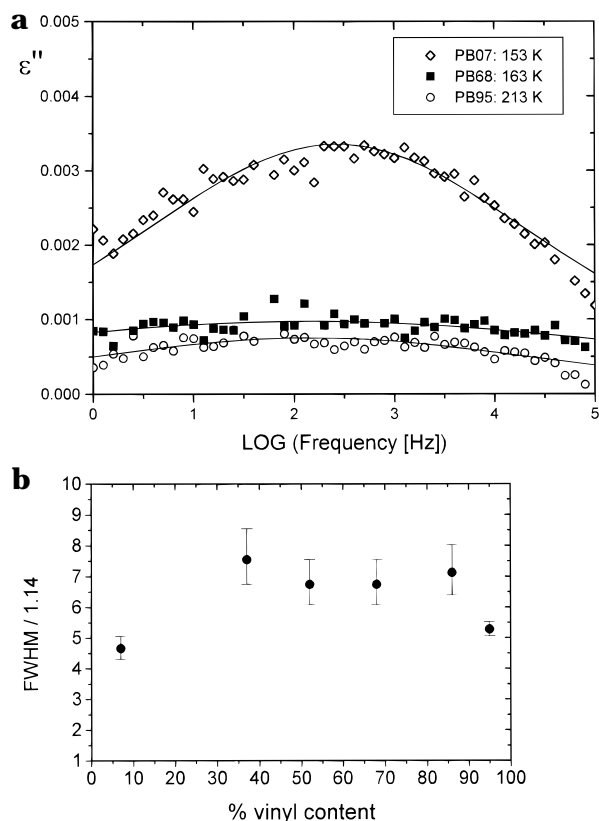 a
0.005
ε''
PB07: 153 K
PB68: 163 K
PB95: 213 K
0.004
0.003
0.002
0.001
0.000
0 1 2 3 4 5
LOG (Frequency [Hz])
b
10
9
8
7
6
5
4
3
2
1
FWHM / 1.14
0 10 20 30 40 50 60 70 80 90 100
% vinyl content